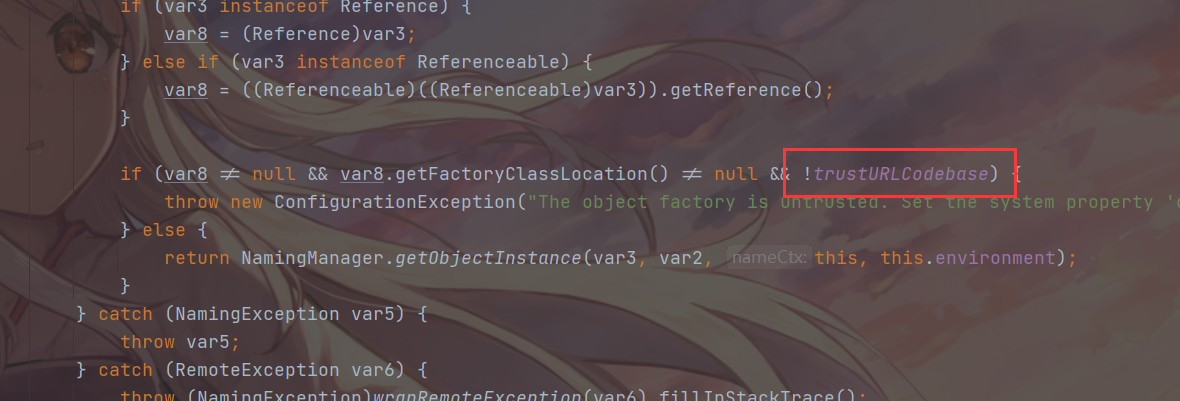 if (var3 instanceof Reference) {
var8 = (Reference)var3;
} else if (var3 instanceof Referenceable) {
var8 = ((Referenceable)((Referenceable)var3)).getReference();
}
if (var8 ≠ null && var8.getFactoryClassLocation() ≠ null && !trustURLCodebase) {
throw new ConfigurationException("The object factory is untrusted. Set the system property '
} else {
return NamingManager.getObjectInstance(var3, var2, nameCtx: this, this.environment);
}
} catch (NamingException var5) {
throw var5;
} catch (RemoteException var6) {
throw (NamingException)wrapRemoteException(var6).fillInStackTrace();